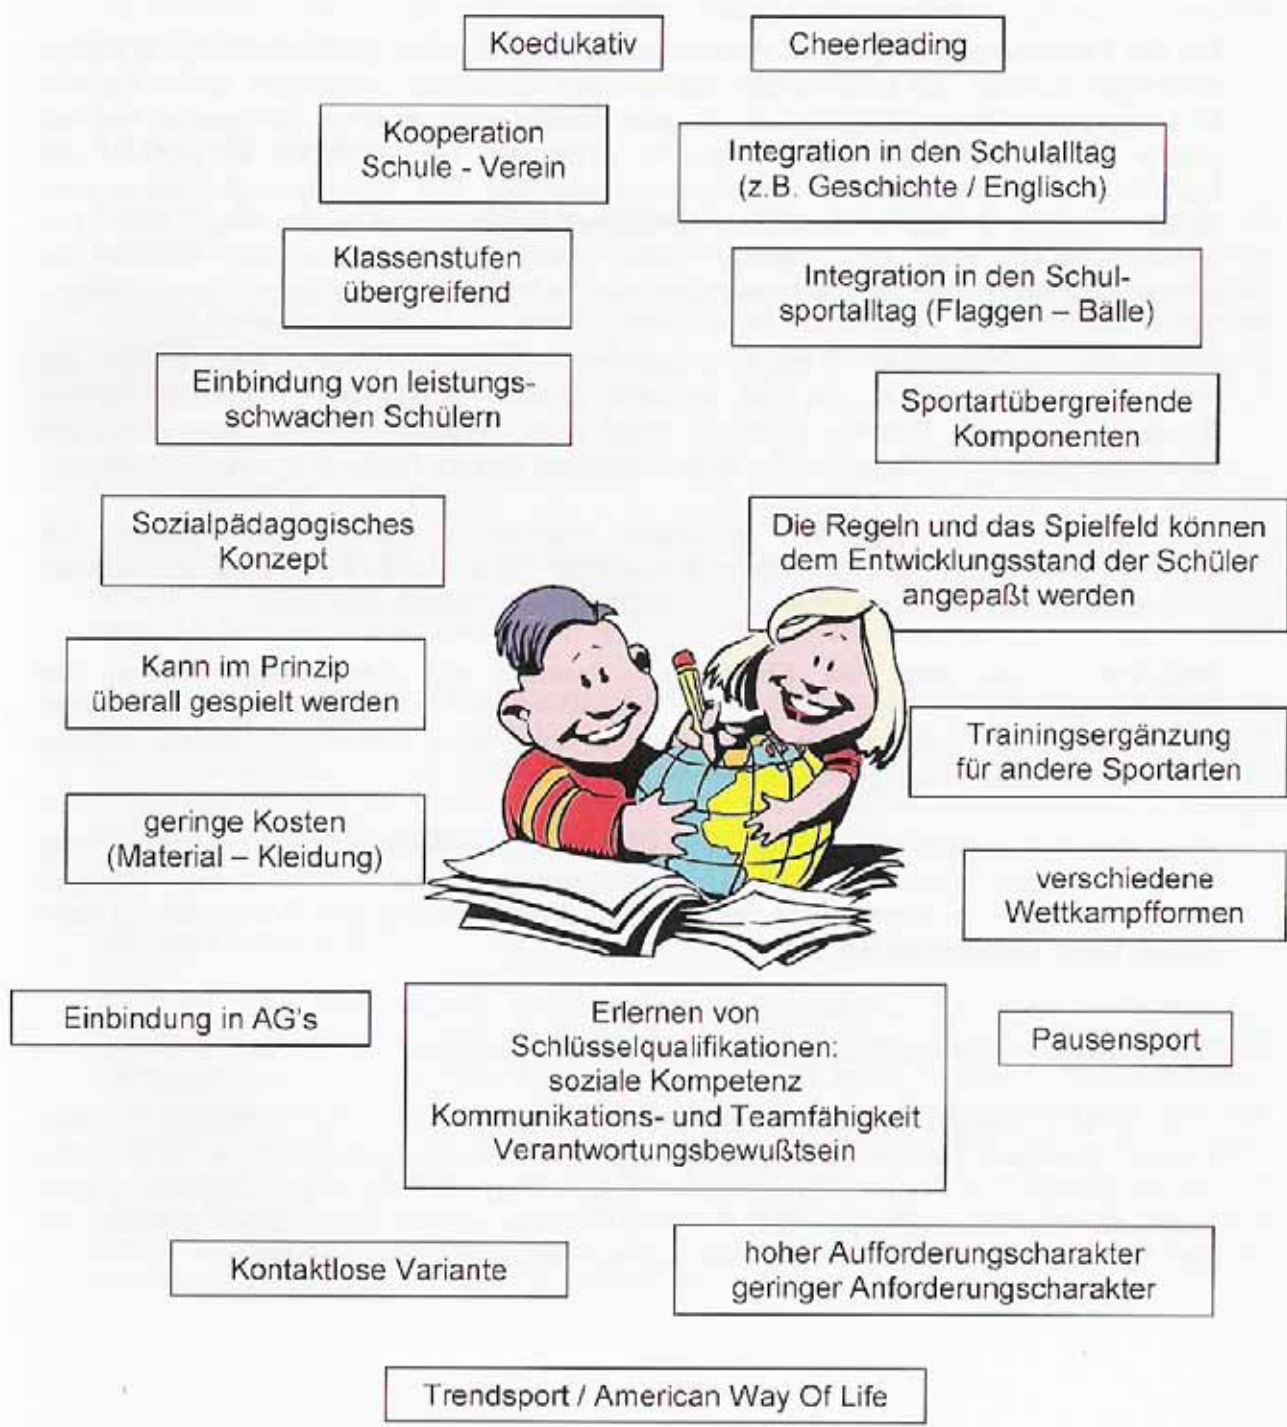 Koedukativ
Cheerleading
Kooperation
Schule - Verein
Integration in den Schulalltag
(z.B. Geschichte / Englisch)
Klassenstufen
übergreifend
Integration in den Schul-
sportalltag (Flaggen – Bälle)
Einbindung von leistungs-
schwachen Schülern
Sportartübergreifende
Komponenten
Sozialpädagogisches
Konzept
Die Regeln und das Spielfeld können
dem Entwicklungsstand der Schüler
angepaßt werden
Kann im Prinzip
überall gespielt werden
Trainingsergänzung
für andere Sportarten
geringe Kosten
(Material – Kleidung)
verschiedene
Wettkampfformen
Einbindung in AG's
Erlernen von
Schlüsselqualifikationen:
soziale Kompetenz
Kommunikations- und Teamfähigkeit
Verantwortungsbewußtsein
Pausensport
Kontaktlose Variante
hoher Aufforderungscharakter
geringer Anforderungscharakter
Trendsport / American Way Of Life